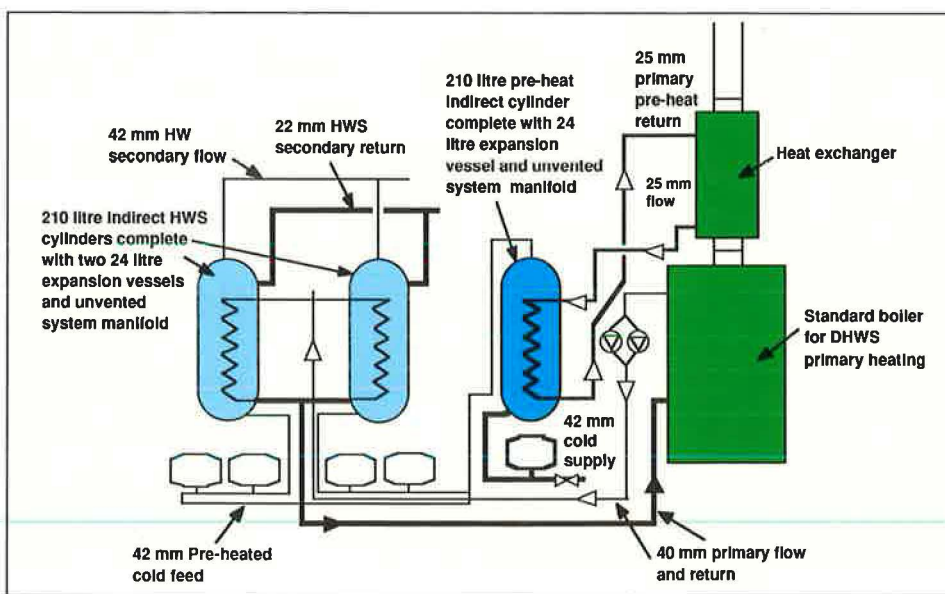 25 mm
primary
pre-heat
return
210 litre pre-heat
indirect cylinder
complete with 24
litre expansion
vessel and unvented
system manifold
42 mm HW
secondary flow
22 mm HWS
secondary return
Heat exchanger
25 mm
flow
210 litre indirect HWS
cylinders complete
with two 24 litre
expansion vessels
and unvented
system manifold
Standard boiler
for DHWS
primary heating
42 mm
cold
supply
42 mm Pre-heated
cold feed
40 mm primary flow
and return